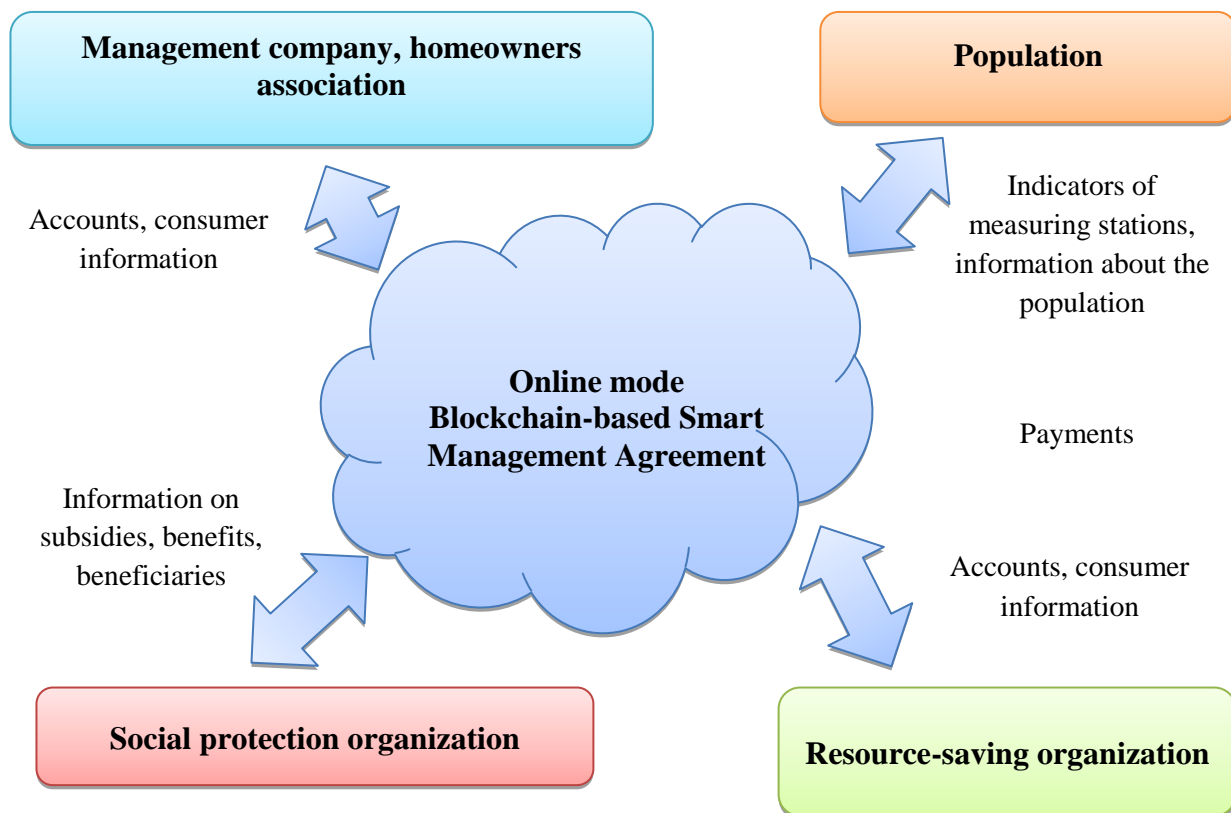 Management company, homeowners
association
Population
Accounts, consumer
information
Indicators of
measuring stations,
information about the
population
Online mode
Blockchain-based Smart
Management Agreement
Payments
Information on
subsidies, benefits,
beneficiaries
Accounts, consumer
information
Social protection organization
Resource-saving organization